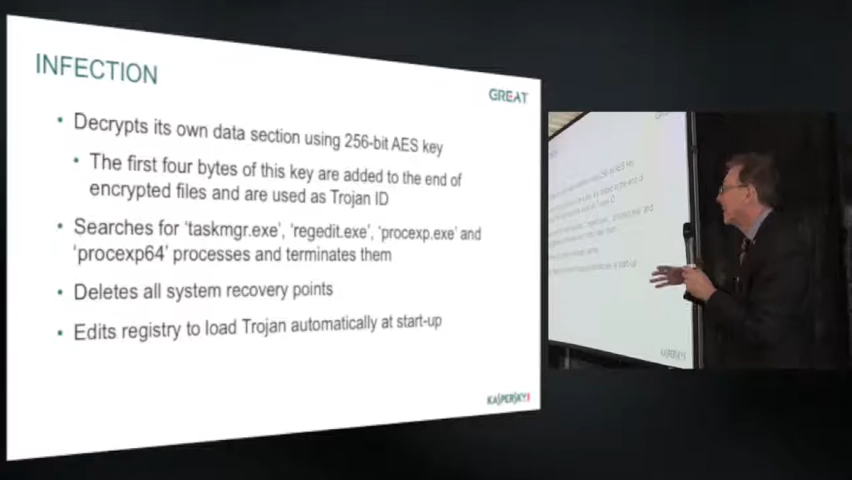 INFECTION
GREAT
• Decrypts its own data section using 256-bit AES key
• The first four bytes of this key are added to the end of
encrypted files and are used as Trojan ID
• Searches for 'taskmgr.exe', 'regedit.exe', 'procexp.exe' and
'procexp64' processes and terminates them
• Deletes all system recovery points
• Edits registry to load Trojan automatically at start-up
KASPERSKY